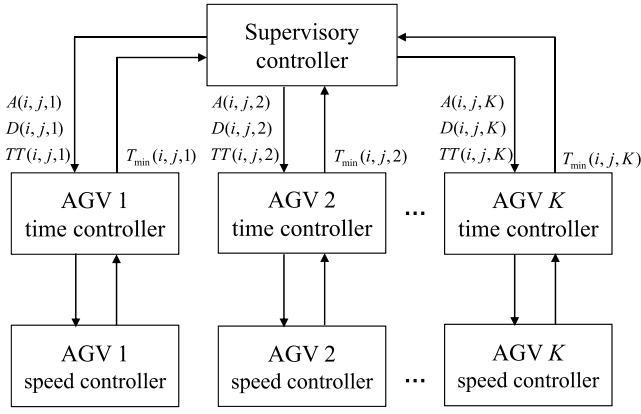 Supervisory
controller
A(i, j,1)
D(i, j,1)
TT(i, j,1)
T_min(i, j,1)
A(i, j,2)
D(i, j,2)
TT(i, j,2)
T_min(i, j,2)
A(i, j,K)
D(i, j,K)
TT(i, j,K)
T_min(i, j,K)
AGV 1
time controller
AGV 2
time controller
...
AGV K
time controller
AGV 1
speed controller
AGV 2
speed controller
...
AGV K
speed controller